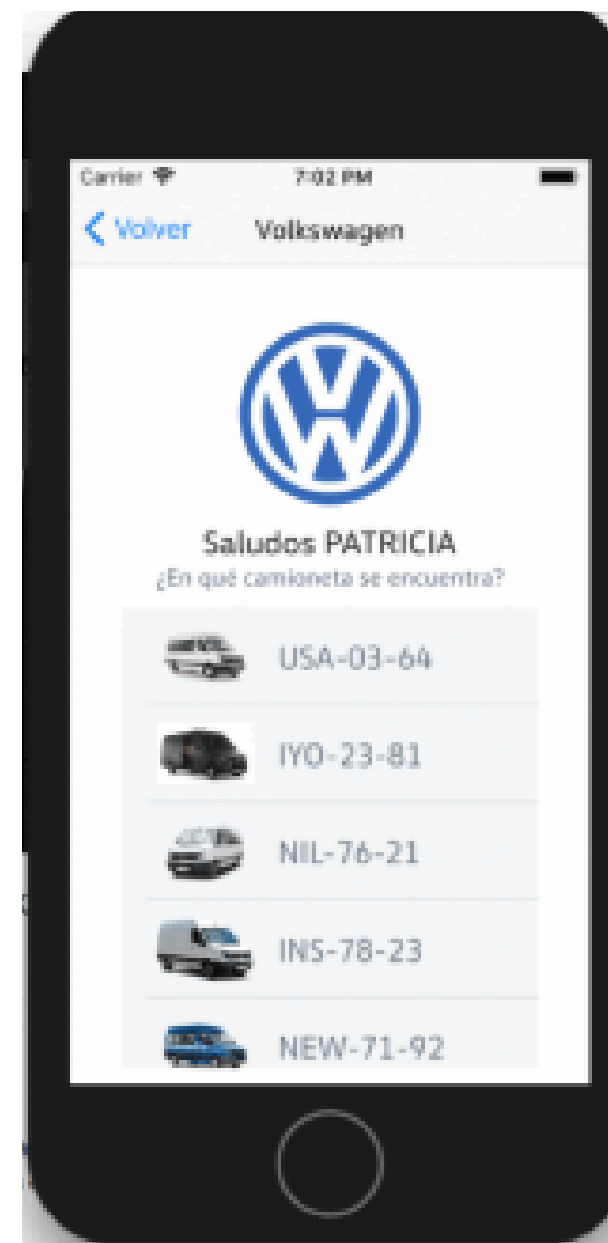 Carrier 7:02 PM
Volver Volkswagen
Saludos PATRICIA
¿En qué camioneta se encuentra?
USA-03-64
IYO-23-81
NIL-76-21
INS-78-23
NEW-71-92